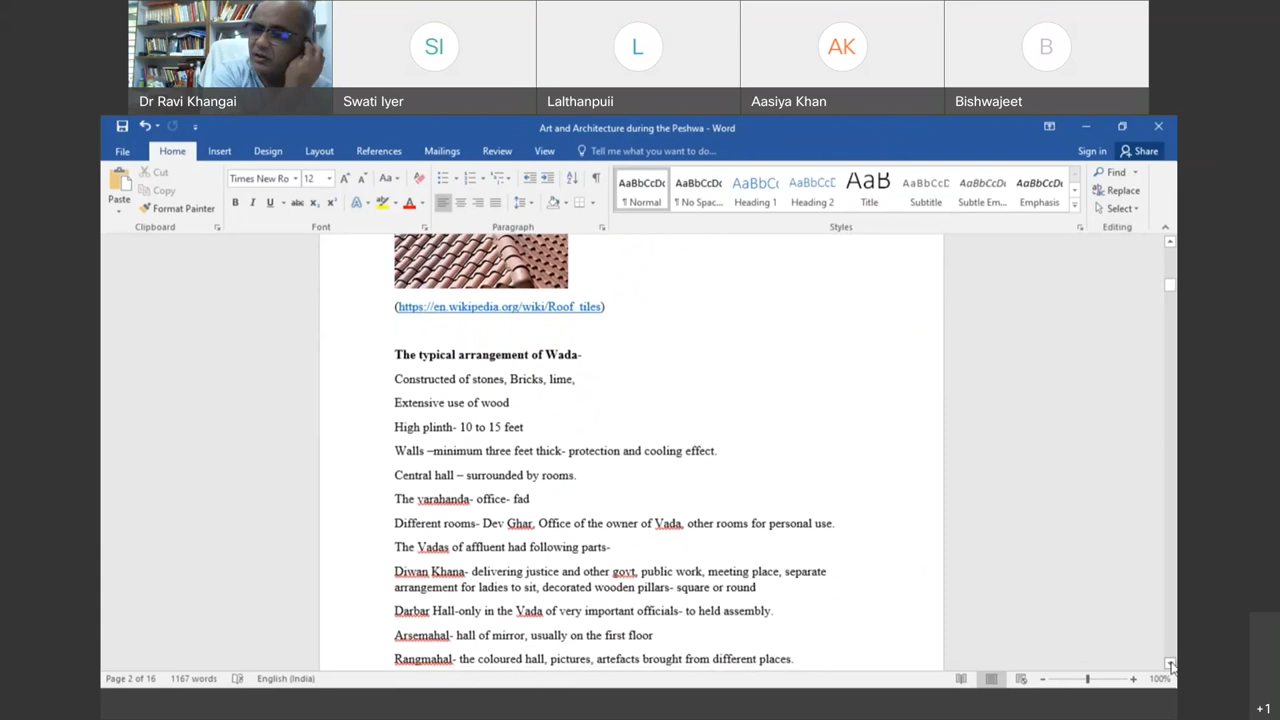 SI
L
AK
B
Dr Ravi Khangai
Swati Iyer
Lalthanpuii
Aasiya Khan
Bishwajeet
Art and Architecture during the Peshwa - Word
File
Home
Insert
Design
Layout
References
Mailings
Review
View
Tell me what you want to do...
Sign in
Share
Paste
Cut
Copy
Format Painter
Clipboard
Times New Ro
12
Aa
B I U abc x₂ x²
A
Font
Paragraph
AaBbCcDc
¶ Normal
AaBbCcDc
¶ No Spac...
AaBbC
Heading 1
AaBbCc
Heading 2
AaB
Title
AaBbCcD
Subtitle
AaBbCcDc
Subtle Em...
AaBbCcDc
Emphasis
Styles
Find
Replace
Select
Editing
(https://en.wikipedia.org/wiki/Roof_tiles)
The typical arrangement of Wada-
Constructed of stones, Bricks, lime,
Extensive use of wood
High plinth- 10 to 15 feet
Walls –minimum three feet thick- protection and cooling effect.
Central hall – surrounded by rooms.
The varahanda- office- fad
Different rooms- Dev Ghar, Office of the owner of Vada, other rooms for personal use.
The Vadas of affluent had following parts-
Diwan Khana- delivering justice and other govt, public work, meeting place, separate
arrangement for ladies to sit, decorated wooden pillars- square or round
Darbar Hall-only in the Vada of very important officials- to held assembly.
Arsemahal- hall of mirror, usually on the first floor
Rangmahal- the coloured hall, pictures, artefacts brought from different places.
Page 2 of 16
1167 words
English (India)
100%
+1